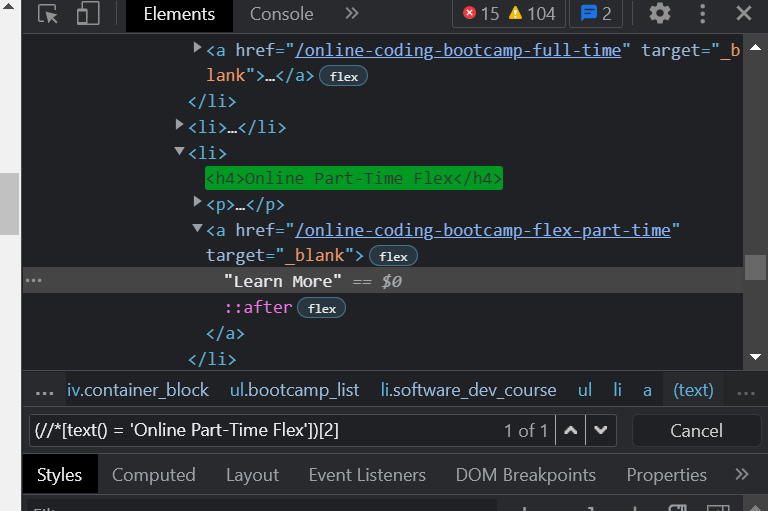 Elements Console 15 104 2
<a href="/online-coding-bootcamp-full-time" target="_b
lank">…</a> flex
</li>
<li>…</li>
<li>
<h4>Online Part-Time Flex</h4>
<p>…</p>
<a href="/online-coding-bootcamp-flex-part-time"
target="_blank"> flex
"Learn More" == $0
::after flex
</a>
</li>
... iv.container_block ul.bootcamp_list li.software_dev_course ul li a (text) ...
(//*[text() = 'Online Part-Time Flex'])[2] 1 of 1 Cancel
Styles Computed Layout Event Listeners DOM Breakpoints Properties